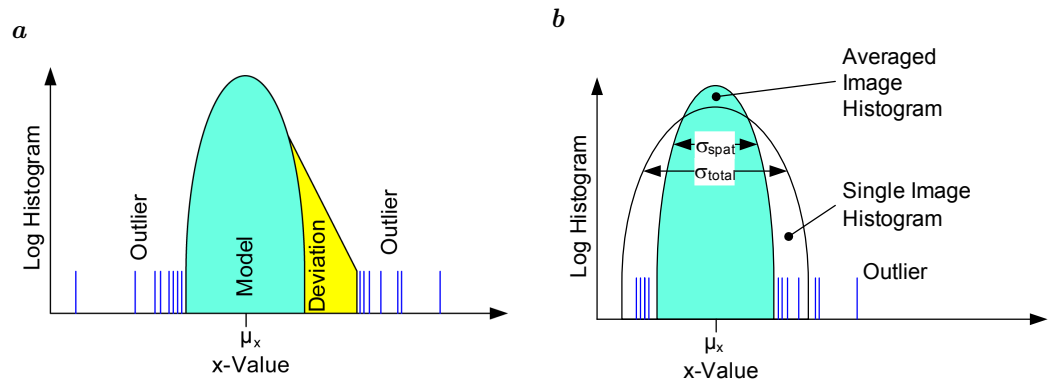 a
Log Histogram
Outlier
Model
Deviation
Outlier
μx
x-Value
b
Averaged
Image
Histogram
Log Histogram
σspat
σtotal
Single Image
Histogram
Outlier
μx
x-Value